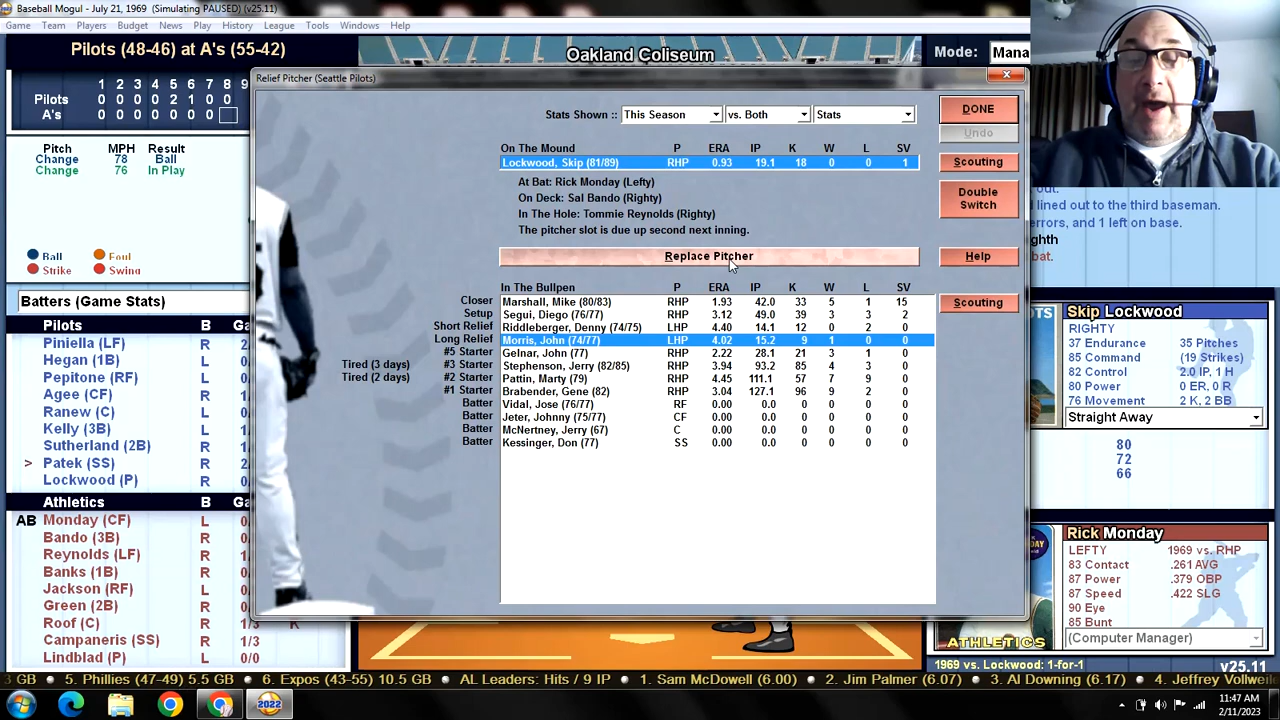 Baseball Mogul - July 21, 1969 (Simulating PAUSED) (v25.11)
Game Team Players Budget News Play History League Tools Windows Help
Pilots (48-46) at A's (55-42)
Oakland Coliseum
Mode: Mana
1 2 3 4 5 6 7 8 9
Pilots 0 0 0 0 2 1 0 0
A's 0 0 0 0 0 0 0
Pitch MPH Result
Change 78 Ball
Change 76 In Play
Ball Foul
Strike Swing
Batters (Game Stats)
Pilots B Ga
Piniella (LF) R 2
Hegan (1B) L 0
Pepitone (RF) L 0
Agee (CF) R
Ranew (C) L 0
Kelly (3B) R
Sutherland (2B) R
> Patek (SS) R 2
Lockwood (P) R
Athletics B Ga
AB Monday (CF) L 0
Bando (3B) R 0
Reynolds (LF) R 0
Banks (1B) R 0
Jackson (RF) L 0
Green (2B) R 0
Roof (C) R 1/3 K
Campaneris (SS) R 1/3
Lindblad (P) L 0/0
Relief Pitcher (Seattle Pilots)
Stats Shown :: This Season vs. Both Stats
DONE
Undo
Scouting
Double Switch
Help
Scouting
On The Mound P ERA IP K W L SV
Lockwood, Skip (81/89) RHP 0.93 19.1 18 0 0 1
At Bat: Rick Monday (Lefty)
On Deck: Sal Bando (Righty)
In The Hole: Tommie Reynolds (Righty)
The pitcher slot is due up second next inning.
Replace Pitcher
In The Bullpen P ERA IP K W L SV
Closer Marshall, Mike (80/83) RHP 1.93 42.0 33 5 1 15
Setup Segui, Diego (76/77) RHP 3.12 49.0 39 3 3 2
Short Relief Riddleberger, Denny (74/75) LHP 4.40 14.1 12 0 2 0
Long Relief Morris, John (74/77) LHP 4.02 15.2 9 1 0 0
#5 Starter Gelnar, John (77) RHP 2.22 28.1 21 3 1 0
Tired (3 days) #3 Starter Stephenson, Jerry (82/85) RHP 3.94 93.2 85 4 3 0
Tired (2 days) #2 Starter Pattin, Marty (79) RHP 4.45 111.1 57 7 9 0
#1 Starter Brabender, Gene (82) RHP 3.04 127.1 96 9 2 0
Batter Vidal, Jose (76/77) RF 0.00 0.0 0 0 0 0
Batter Jeter, Johnny (75/77) CF 0.00 0.0 0 0 0 0
Batter McNertney, Jerry (67) C 0.00 0.0 0 0 0 0
Batter Kessinger, Don (77) SS 0.00 0.0 0 0 0 0
out.
lined out to the third baseman.
errors, and 1 left on base.
hth
bat.
OTS
Skip Lockwood
RIGHTY
37 Endurance 35 Pitches
85 Control (19 Strikes)
82 Control 2.0 IP, 1 H
80 Power 0 ER, 0 R
76 Movement 2 K, 2 BB
Straight Away
80
72
66
Rick Monday
LEFTY 1969 vs. RHP
83 Contact .261 AVG
87 Power .379 OBP
87 Speed .422 SLG
90 Eye
85 Bunt
(Computer Manager)
ATHLETICS
1969 vs. Lockwood: 1-for-1
v25.11
3 GB • 5. Phillies (47-49) 5.5 GB • 6. Expos (43-55) 10.5 GB • AL Leaders: Hits / 9 IP • 1. Sam McDowell (6.00) • 2. Jim Palmer (6.07) • 3. Al Downing (6.17) • 4. Jeffrey Vollweile
2022
11:47 AM
2/11/2023